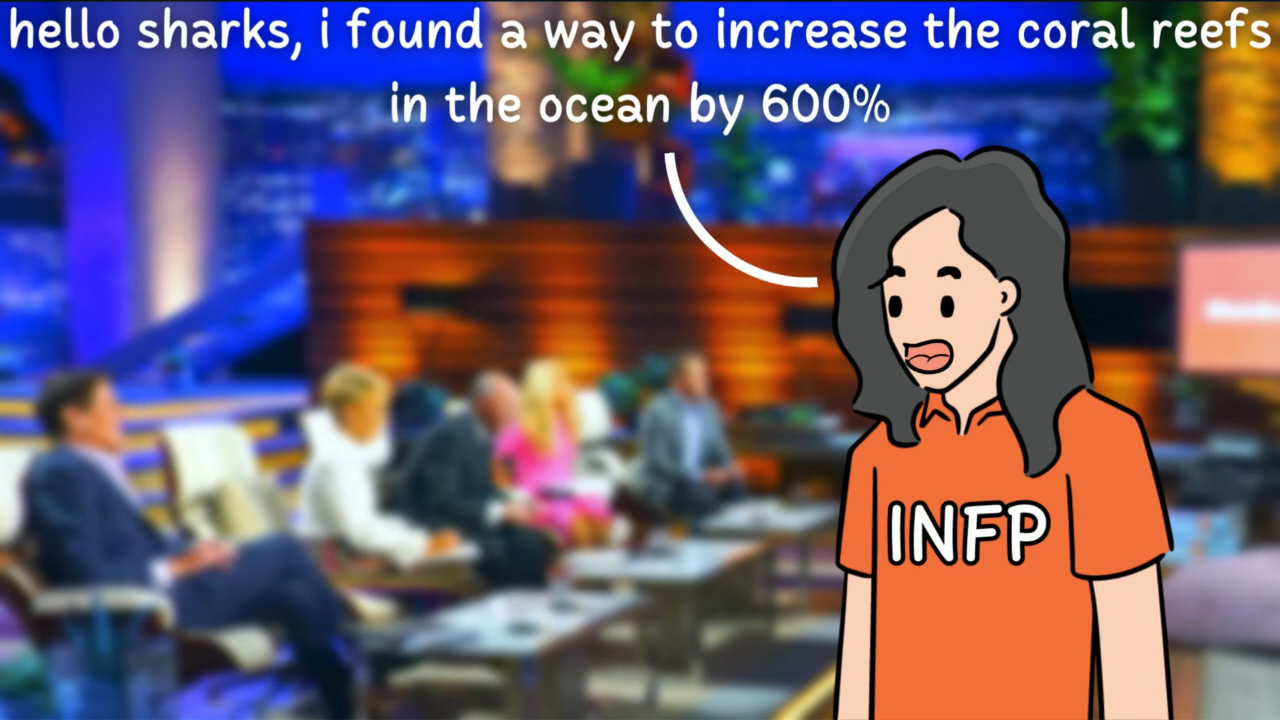 hello sharks, i found a way to increase the coral reefs
in the ocean by 600%
INFP